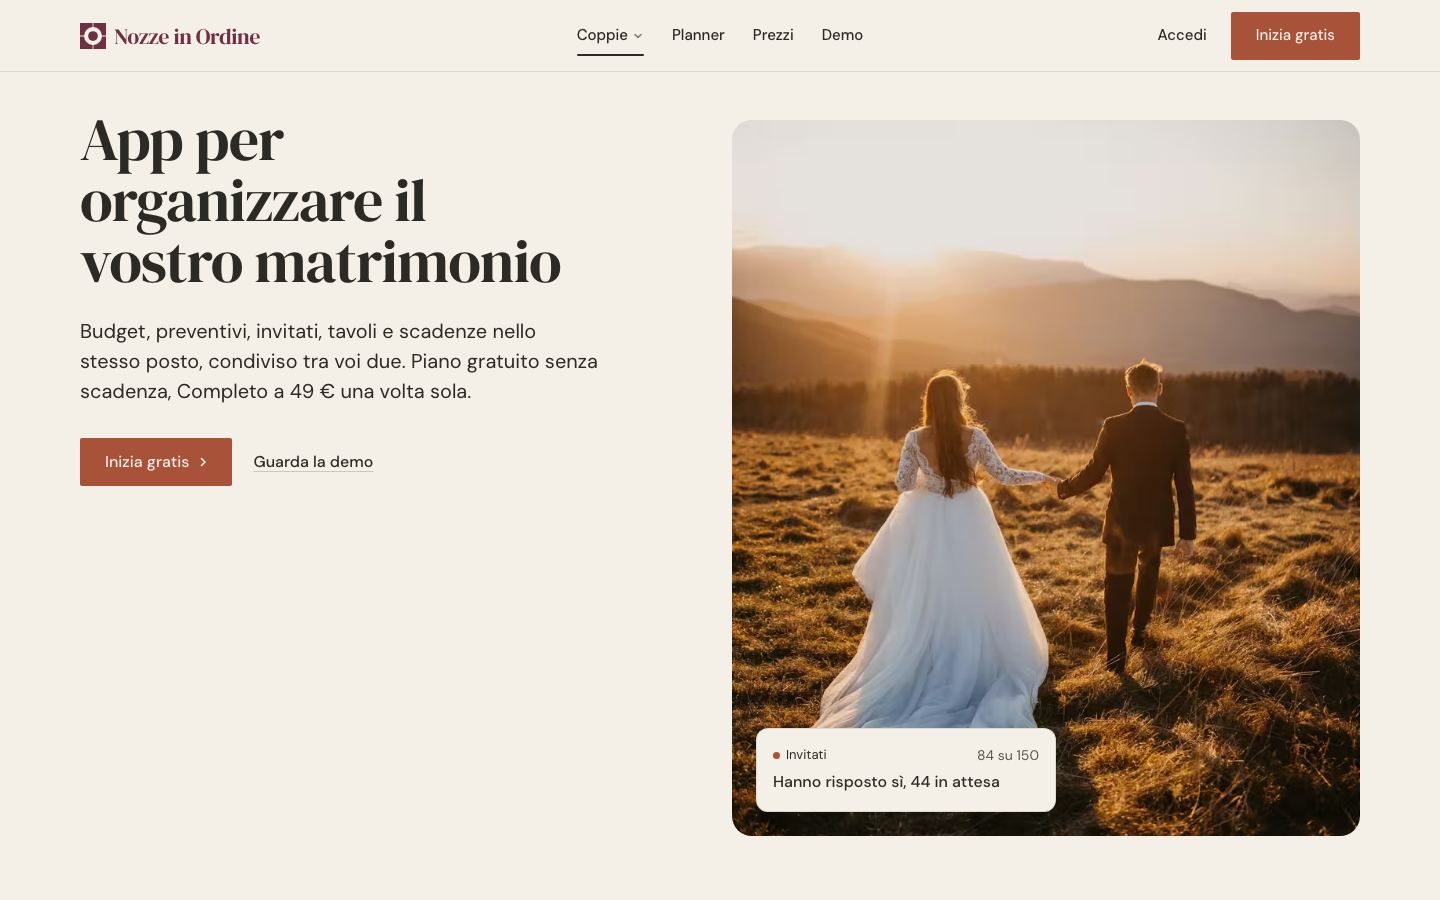 Nozze in Ordine
Coppie
Planner
Prezzi
Demo
Accedi
Inizia gratis
App per
organizzare il
vostro matrimonio
Budget, preventivi, invitati, tavoli e scadenze nello
stesso posto, condiviso tra voi due. Piano gratuito senza
scadenza, Completo a 49 € una volta sola.
Inizia gratis
Guarda la demo
Invitati
84 su 150
Hanno risposto sì, 44 in attesa